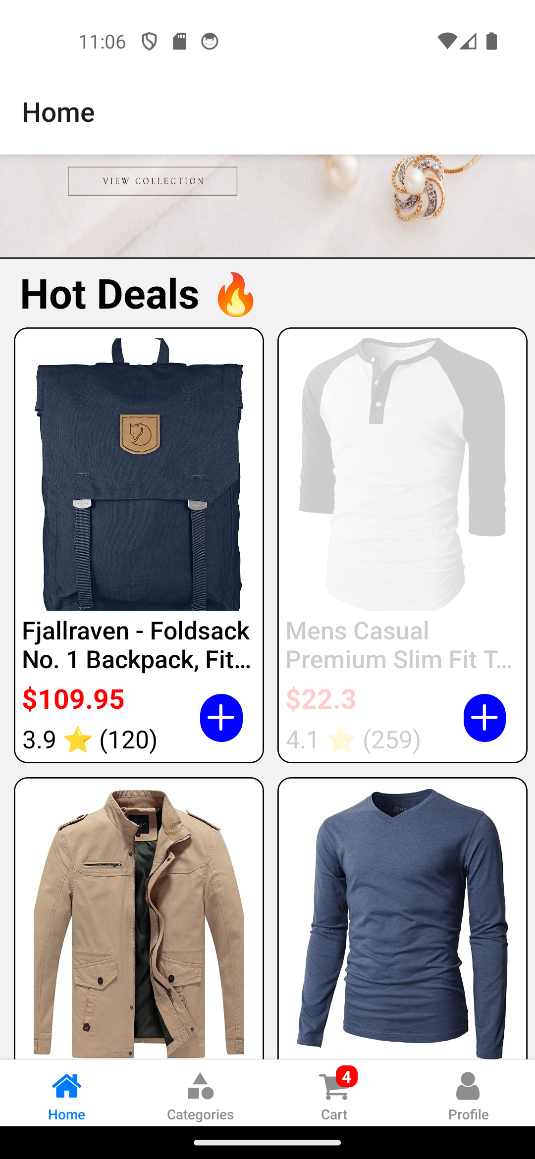 11:06
Home
VIEW COLLECTION
Hot Deals 🔥
Fjallraven - Foldsack
No. 1 Backpack, Fit…
$109.95
3.9 ⭐ (120)
Mens Casual
Premium Slim Fit T…
$22.3
4.1 ⭐ (259)
4
Home
Categories
Cart
Profile